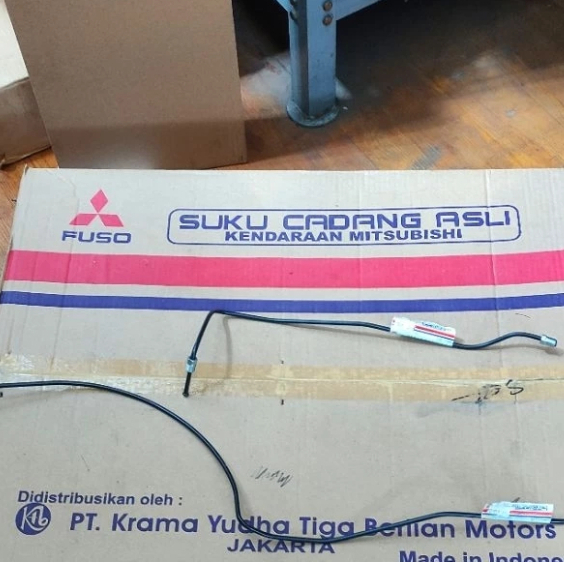 FUSO
SUKU CADANG ASLI
KENDARAAN MITSUBISHI
Didistribusikan oleh :
PT. Krama Yudha Tiga Berlian Motors
JAKARTA
Made in Indone